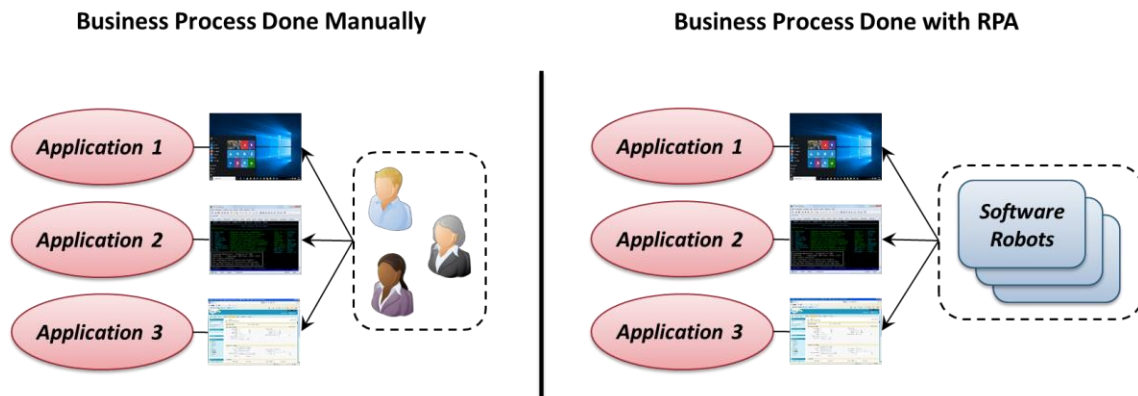 Business Process Done Manually
Application 1
Application 2
Application 3
Business Process Done with RPA
Application 1
Application 2
Application 3
Software
Robots